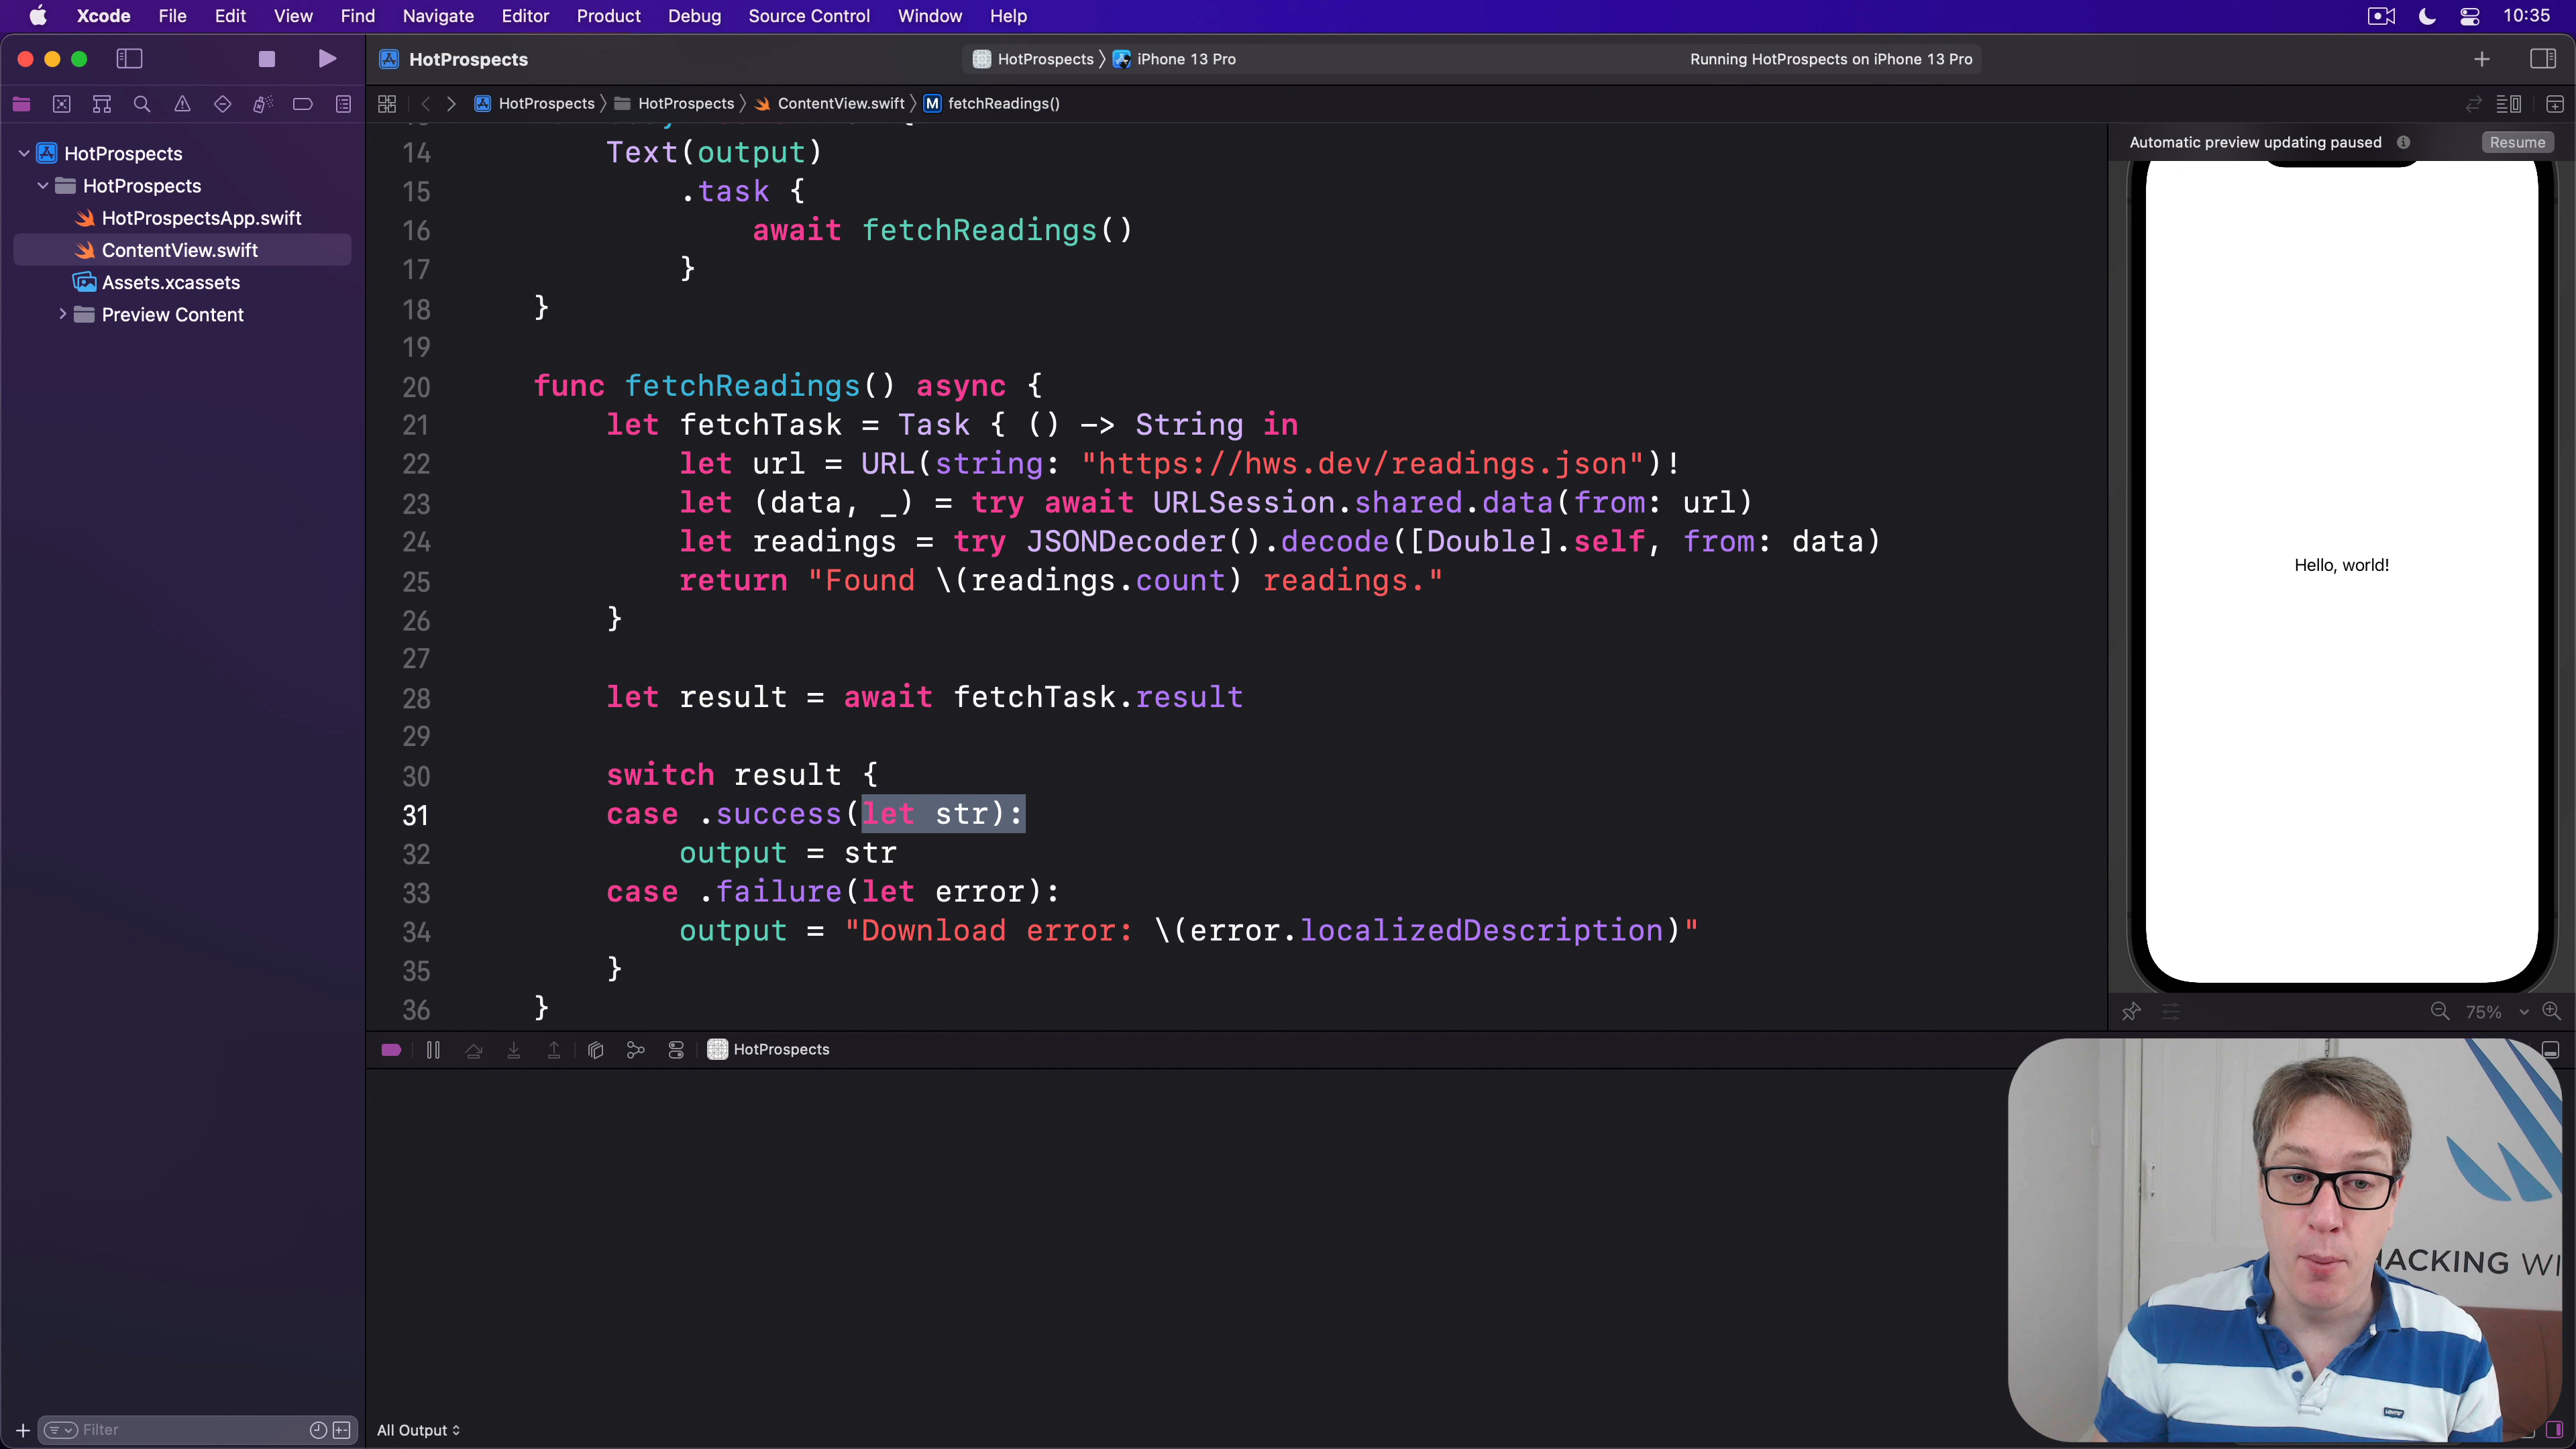 Xcode File Edit View Find Navigate Editor Product Debug Source Control Window Help 10:35
HotProspects HotProspects iPhone 13 Pro Running HotProspects on iPhone 13 Pro
HotProspects HotProspects ContentView.swift M fetchReadings()
HotProspects
HotProspects
HotProspectsApp.swift
ContentView.swift
Assets.xcassets
Preview Content
Filter
14 Text(output)
15 .task {
16 await fetchReadings()
17 }
18 }
19
20 func fetchReadings() async {
21 let fetchTask = Task { () -> String in
22 let url = URL(string: "https://hws.dev/readings.json")!
23 let (data, _) = try await URLSession.shared.data(from: url)
24 let readings = try JSONDecoder().decode([Double].self, from: data)
25 return "Found \(readings.count) readings."
26 }
27
28 let result = await fetchTask.result
29
30 switch result {
31 case .success(let str):
32 output = str
33 case .failure(let error):
34 output = "Download error: \(error.localizedDescription)"
35 }
36 }
Automatic preview updating paused Resume
Hello, world!
75%
HotProspects
All Output
HACKING WI